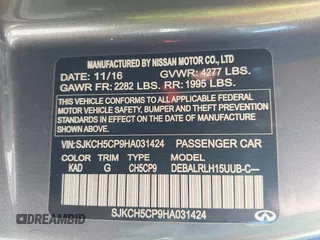 MANUFACTURED BY NISSAN MOTOR CO., LTD
DATE: 11/16 GVWR: 4277 LBS.
GAWR FR: 2282 LBS. RR: 1995 LBS.
THIS VEHICLE CONFORMS TO ALL APPLICABLE FEDERAL
MOTOR VEHICLE SAFETY, BUMPER, AND THEFT PREVENTION
STANDARDS IN EFFECT ON THE DATE OF
MANUFACTURE SHOWN ABOVE.
VIN: SJKCH5CP9HA031424 PASSENGER CAR
COLOR TRIM MODEL
KAD G CH5CP9 DEBALRLH15UUB-C—
SJKCH5CP9HA031424
INFINITI
DREAMBID